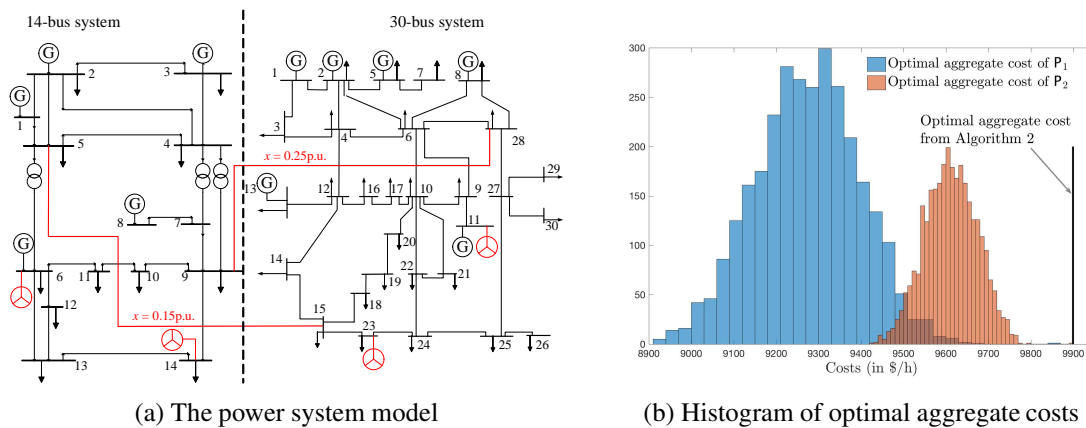 14-bus system
30-bus system
G
G
G
G
G
G
G
1
2
5
7
8
2
3
G
1
3
4
6
28
5
4
x = 0.25p.u.
29
G
13
12
16
17
10
9
27
G
8
7
11
30
20
G
G
14
22
21
6
11
10
9
19
12
18
15
x = 0.15p.u.
23
24
25
26
13
14
(a) The power system model
300
250
200
150
100
50
0
Optimal aggregate cost of P1
Optimal aggregate cost of P2
Optimal aggregate cost
from Algorithm 2
8900 9000 9100 9200 9300 9400 9500 9600 9700 9800 9900
Costs (in $/h)
(b) Histogram of optimal aggregate costs